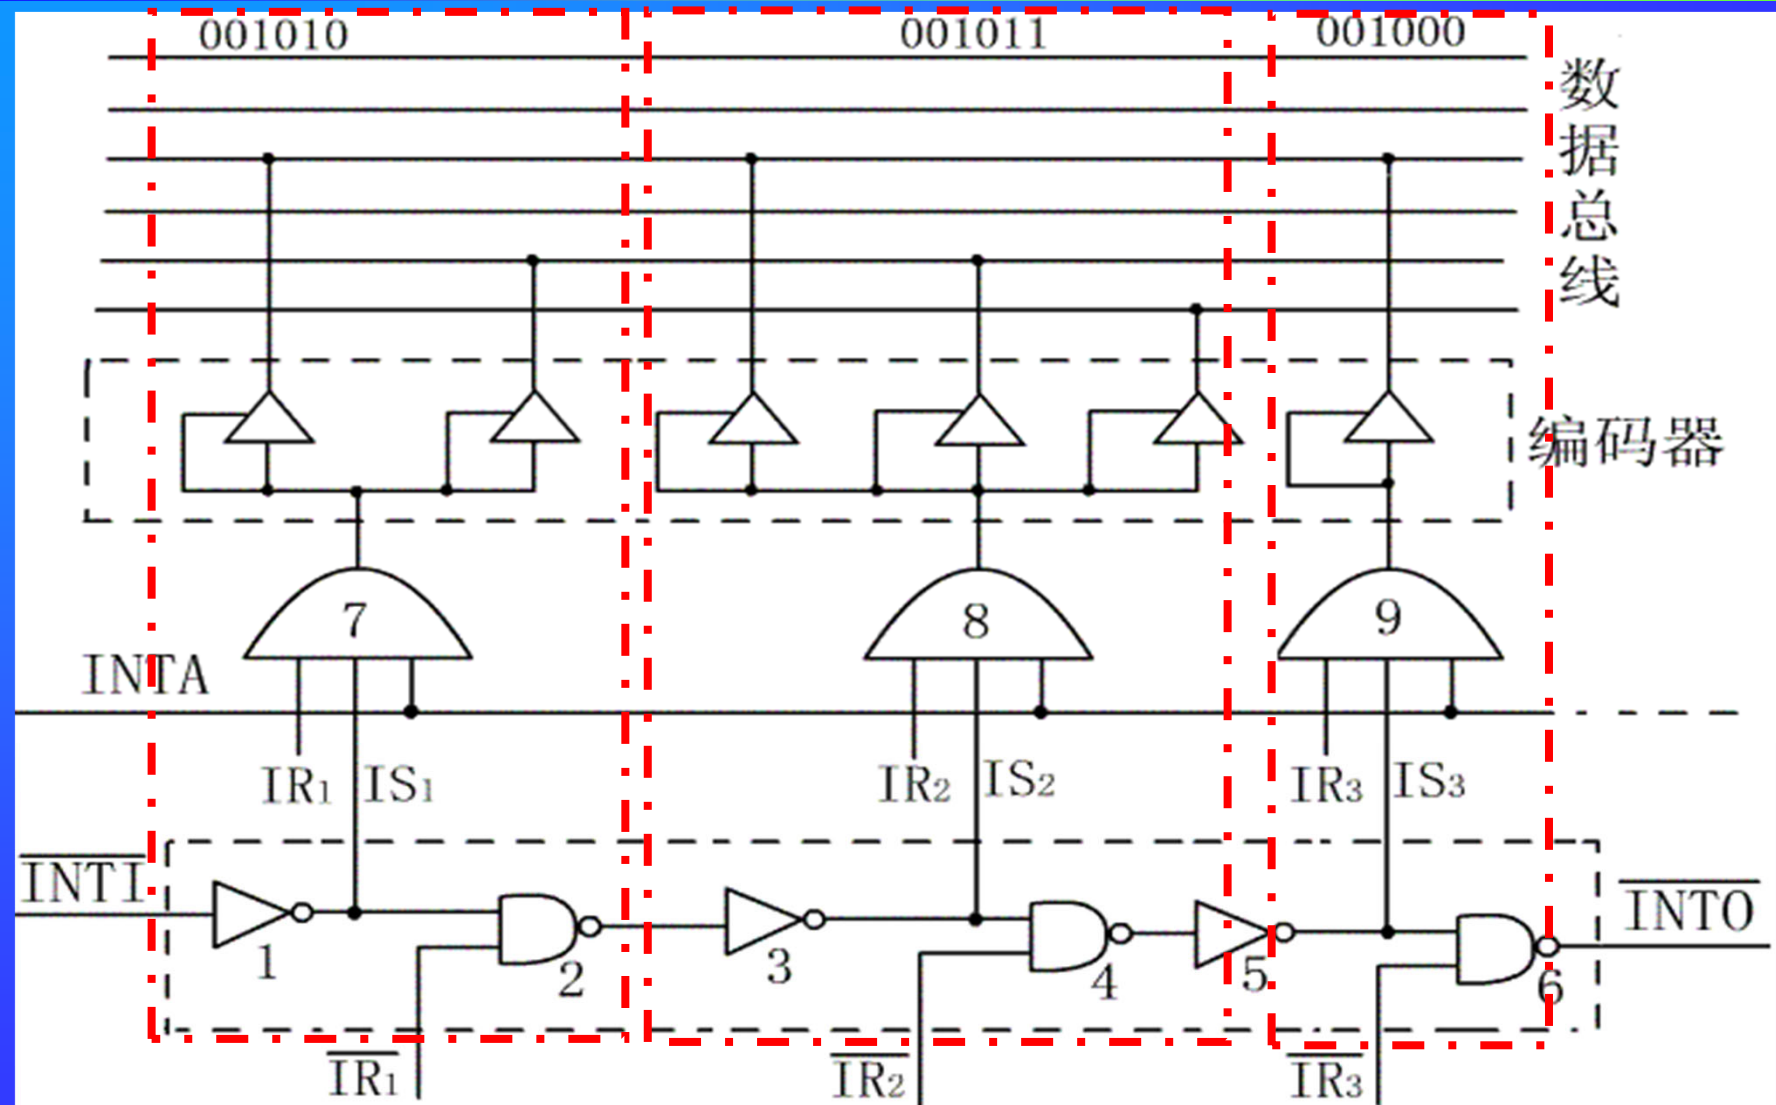 001010
001011
001000
数据总线
编码器
7
8
9
INTA
IR1
IS1
IR2
IS2
IR3
IS3
INTI
INTO
1
2
3
4
5
6
IR1
IR2
IR3